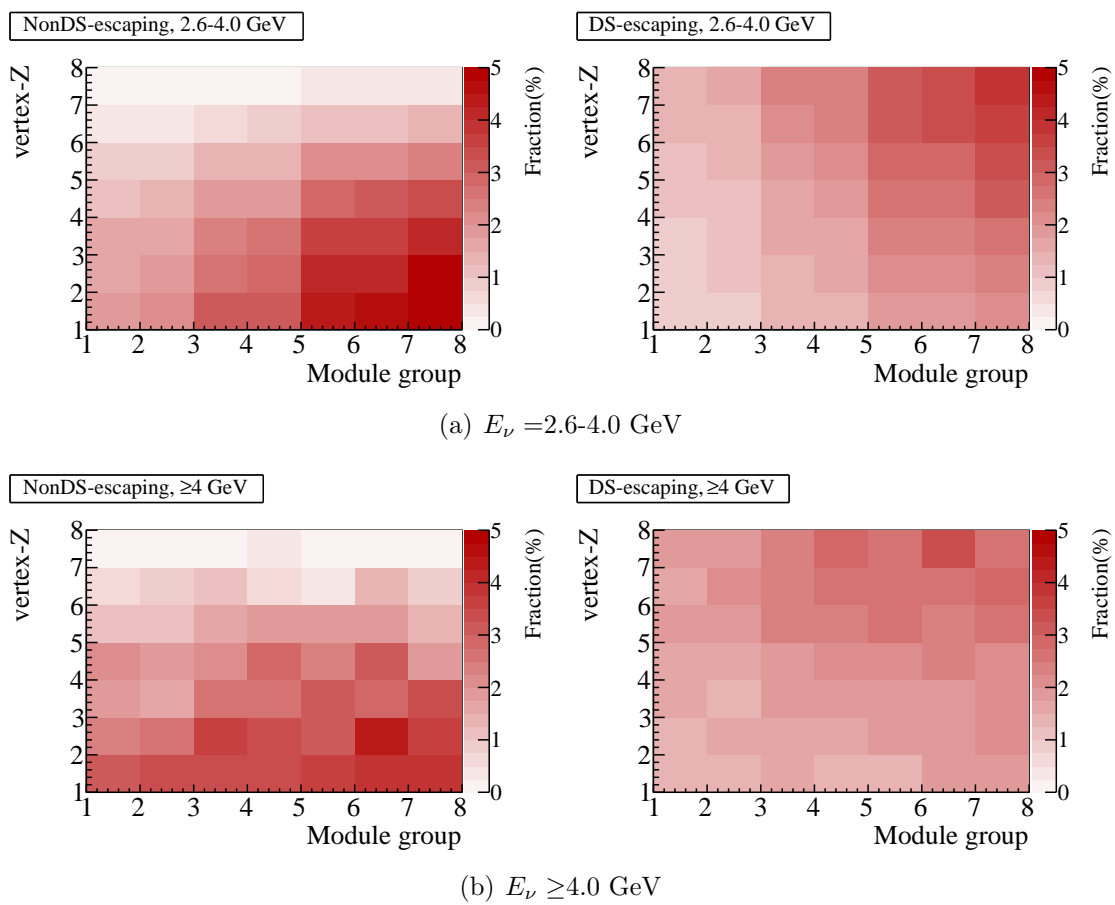 NonDS-escaping, 2.6-4.0 GeV
vertex-Z
8
7
6
5
4
3
2
1
1 2 3 4 5 6 7 8
Module group
5
4
3
2
1
0
Fraction(%)
DS-escaping, 2.6-4.0 GeV
vertex-Z
8
7
6
5
4
3
2
1
1 2 3 4 5 6 7 8
Module group
5
4
3
2
1
0
Fraction(%)
(a) Eν =2.6-4.0 GeV
NonDS-escaping, ≥4 GeV
vertex-Z
8
7
6
5
4
3
2
1
1 2 3 4 5 6 7 8
Module group
5
4
3
2
1
0
Fraction(%)
DS-escaping, ≥4 GeV
vertex-Z
8
7
6
5
4
3
2
1
1 2 3 4 5 6 7 8
Module group
5
4
3
2
1
0
Fraction(%)
(b) Eν ≥4.0 GeV